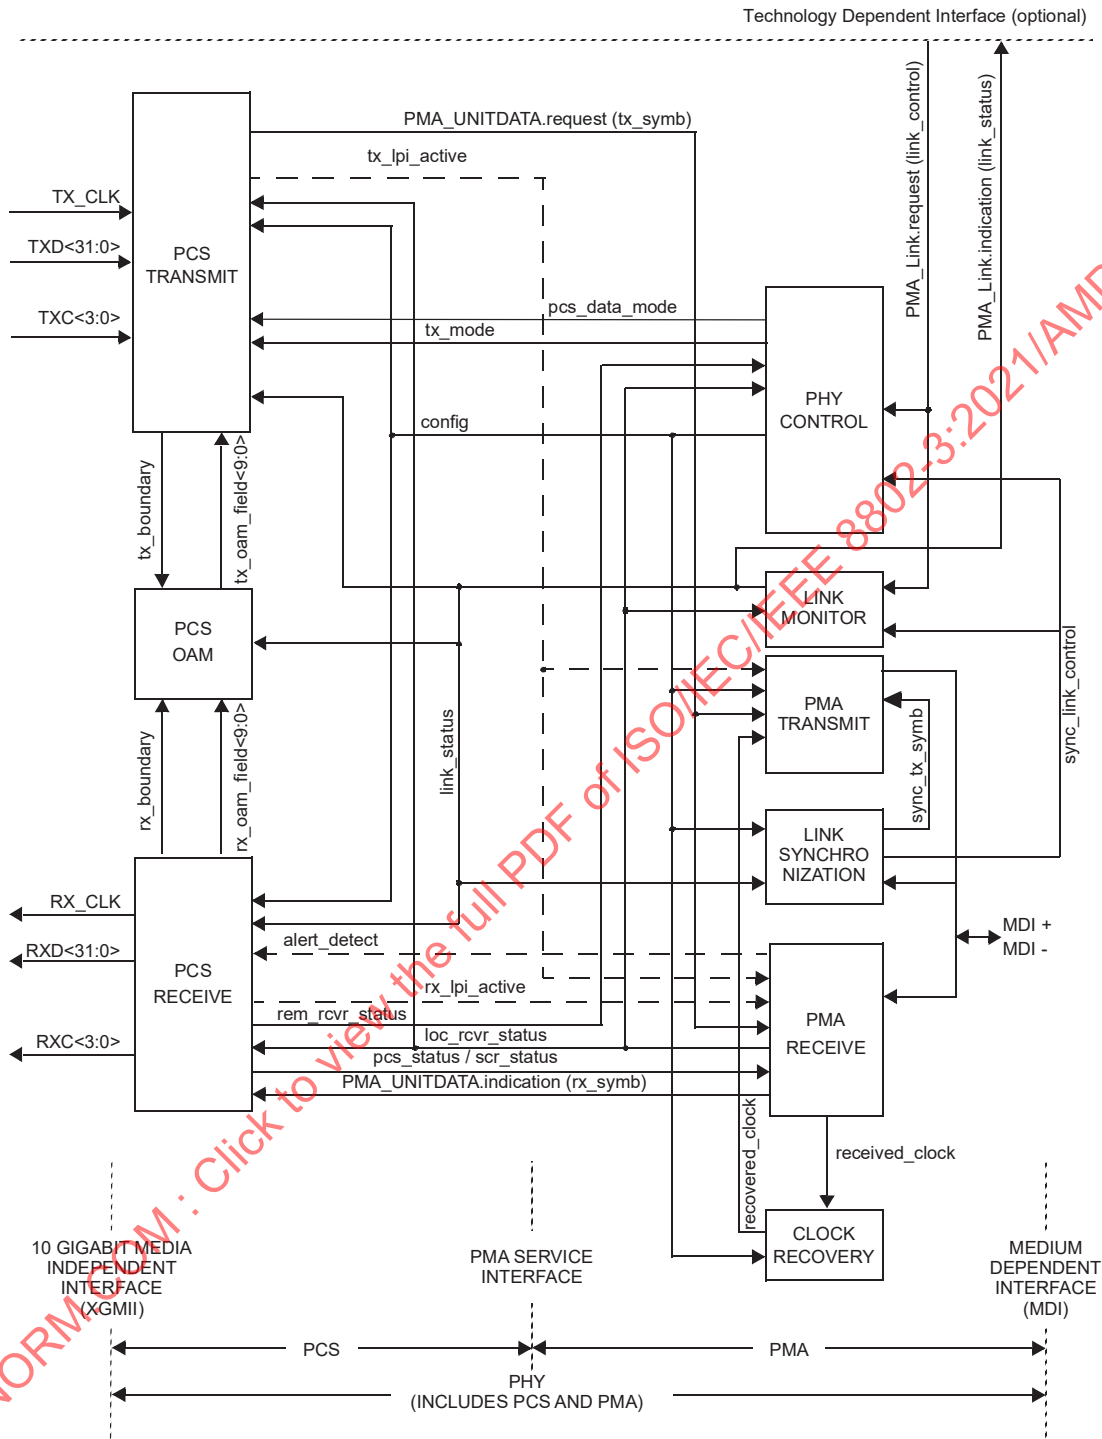 Technology Dependent Interface (optional)
PMA_UNITDATA.request (tx_symb)
tx_lpi_active
PMA_Link.request (link_control)
PMA_Link.indication (link_status)
TX_CLK
TXD<31:0>
TXC<3:0>
PCS
TRANSMIT
pcs_data_mode
tx_mode
config
PHY
CONTROL
tx_boundary
tx_oam_field<9:0>
PCS
OAM
LINK
MONITOR
PMA
TRANSMIT
sync_link_control
sync_tx_symb
link_status
rx_boundary
rx_oam_field<9:0>
LINK
SYNCHRO
NIZATION
RX_CLK
RXD<31:0>
RXC<3:0>
PCS
RECEIVE
alert_detect
rx_lpi_active
rem_rcvr_status
loc_rcvr_status
pcs_status / scr_status
PMA_UNITDATA.indication (rx_symb)
MDI +
MDI -
PMA
RECEIVE
recovered_clock
received_clock
CLOCK
RECOVERY
10 GIGABIT MEDIA
INDEPENDENT
INTERFACE
(XGMII)
PMA SERVICE
INTERFACE
MEDIUM
DEPENDENT
INTERFACE
(MDI)
PCS
PMA
PHY
(INCLUDES PCS AND PMA)
NORM.COM : Click to view the full PDF of ISO/IEC/IEEE 8802-3:2021/AMD